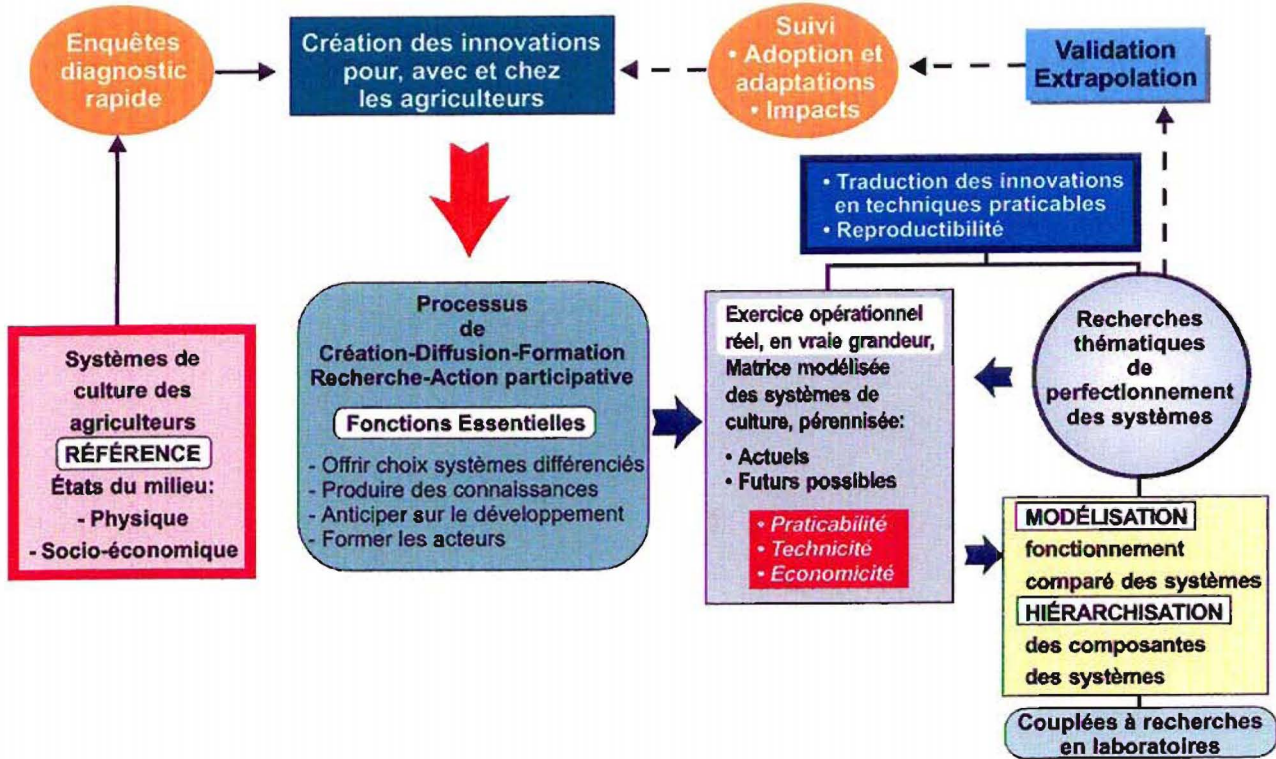 Enquêtes
diagnostic
rapide
Création des innovations
pour, avec et chez
les agriculteurs
Suivi
• Adoption et
adaptations
• Impacts
Validation
Extrapolation
• Traduction des innovations
en techniques praticables
• Reproductibilité
Systèmes de
culture des
agriculteurs
RÉFÉRENCE
États du milieu:
- Physique
- Socio-économique
Processus
de
Création-Diffusion-Formation
Recherche-Action participative
Fonctions Essentielles
- Offrir choix systèmes différenciés
- Produire des connaissances
- Anticiper sur le développement
- Former les acteurs
Exercice opérationnel
réel, en vraie grandeur,
Matrice modélisée
des systèmes de
culture, pérennisée:
• Actuels
• Futurs possibles
• Praticabilité
• Technicité
• Economicité
Recherches
thématiques
de
perfectionnement
des systèmes
MODÉLISATION
fonctionnement
comparé des systèmes
HIÉRARCHISATION
des composantes
des systèmes
Couplées à recherches
en laboratoires